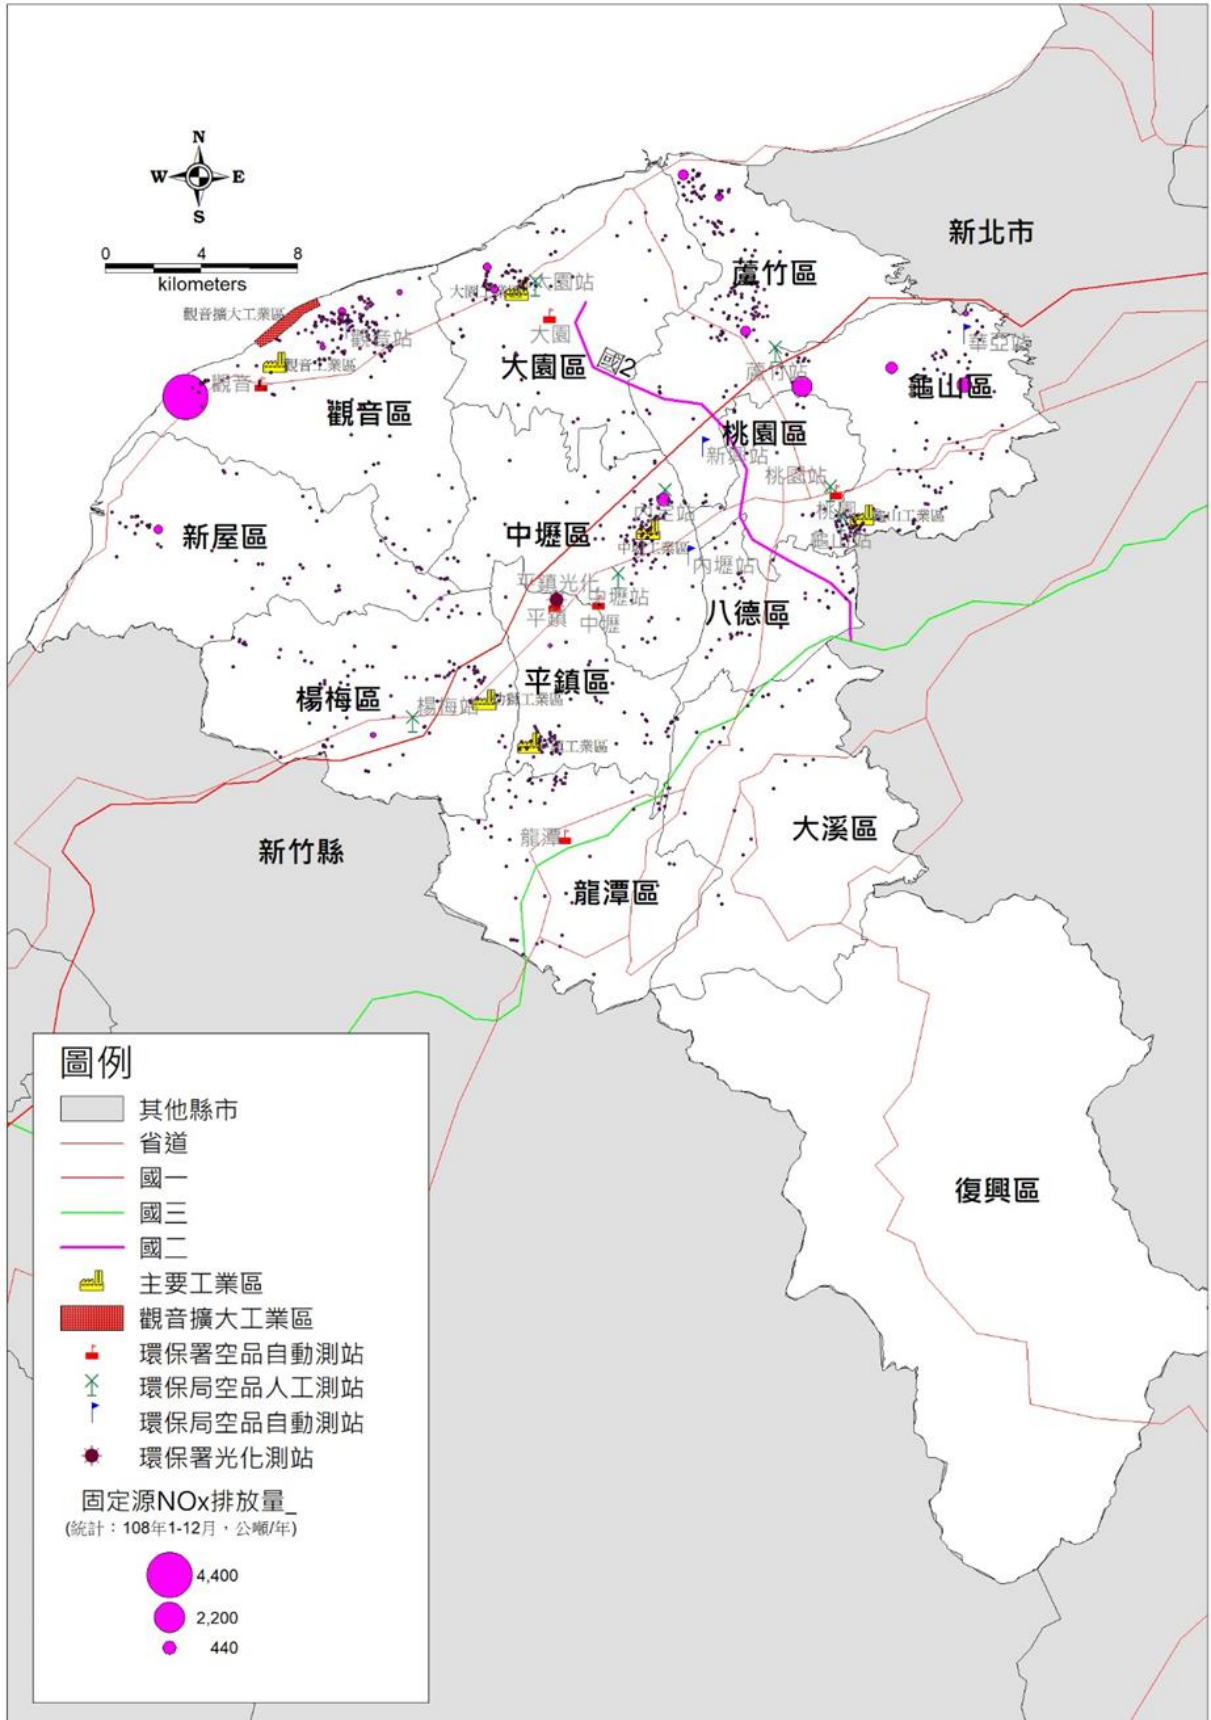 N
W E
S
0 4 8
kilometers
新北市
蘆竹區
大園站
大園
觀音擴大工業區
觀音站
觀音工業區
觀音
大園區
國2
蘆竹站
華亞站
龜山區
觀音區
桃園區
新興站
桃園站
桃園
龜山工業區
龜山站
新屋區
中壢區
內定站
中壢工業區
內壢站
平鎮光化
中壢站
平鎮
中壢
八德區
平鎮區
楊梅區
楊梅站
大溪區
新竹縣
龍潭
龍潭區
復興區
圖例
其他縣市
省道
國一
國三
國二
主要工業區
觀音擴大工業區
環保署空品自動測站
環保局空品人工測站
環保局空品自動測站
環保署光化測站
固定源NOx排放量_
(統計：108年1-12月，公噸/年)
4,400
2,200
440